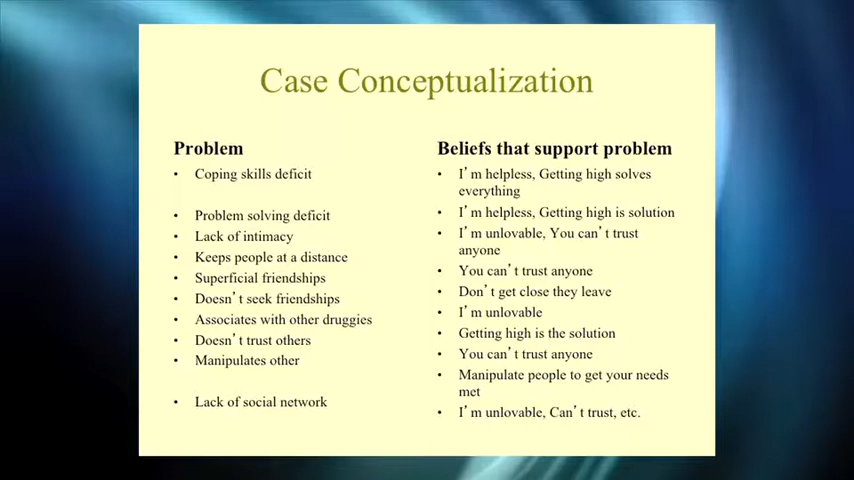 Case Conceptualization
Problem
• Coping skills deficit
• Problem solving deficit
• Lack of intimacy
• Keeps people at a distance
• Superficial friendships
• Doesn't seek friendships
• Associates with other druggies
• Doesn't trust others
• Manipulates other
• Lack of social network
Beliefs that support problem
• I'm helpless, Getting high solves
everything
• I'm helpless, Getting high is solution
• I'm unlovable, You can't trust
anyone
• You can't trust anyone
• Don't get close they leave
• I'm unlovable
• Getting high is the solution
• You can't trust anyone
• Manipulate people to get your needs
met
• I'm unlovable, Can't trust, etc.